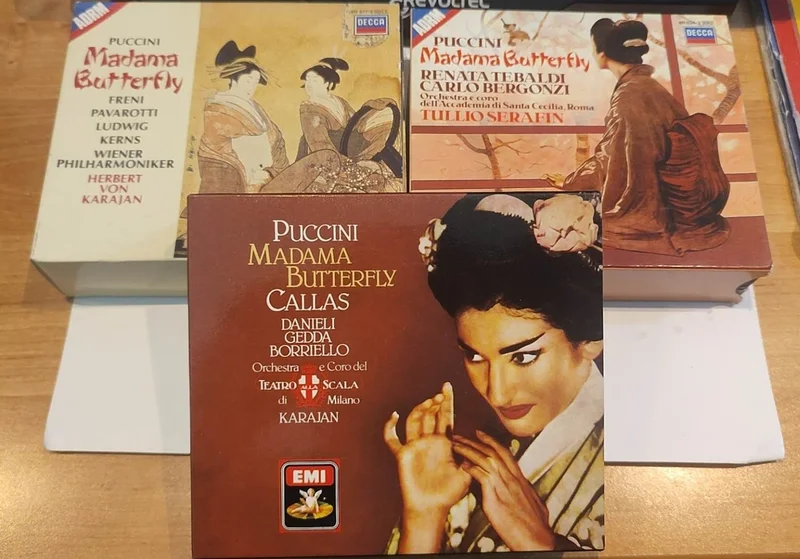 REVOLTEC
ADRM
DECCA
PUCCINI
Madama
Butterfly
FRENI
PAVAROTTI
LUDWIG
KERNS
WIENER
PHILHARMONIKER
HERBERT
VON
KARAJAN
ADRM
DECCA
PUCCINI
Madama Butterfly
RENATA TEBALDI
CARLO BERGONZI
Orchestra e coro
dell'Accademia di Santa Cecilia, Roma
TULLIO SERAFIN
PUCCINI
MADAMA
BUTTERFLY
CALLAS
DANIELI
GEDDA
BORRIELLO
Orchestra e Coro del
TEATRO ALLA SCALA
di Milano
KARAJAN
EMI